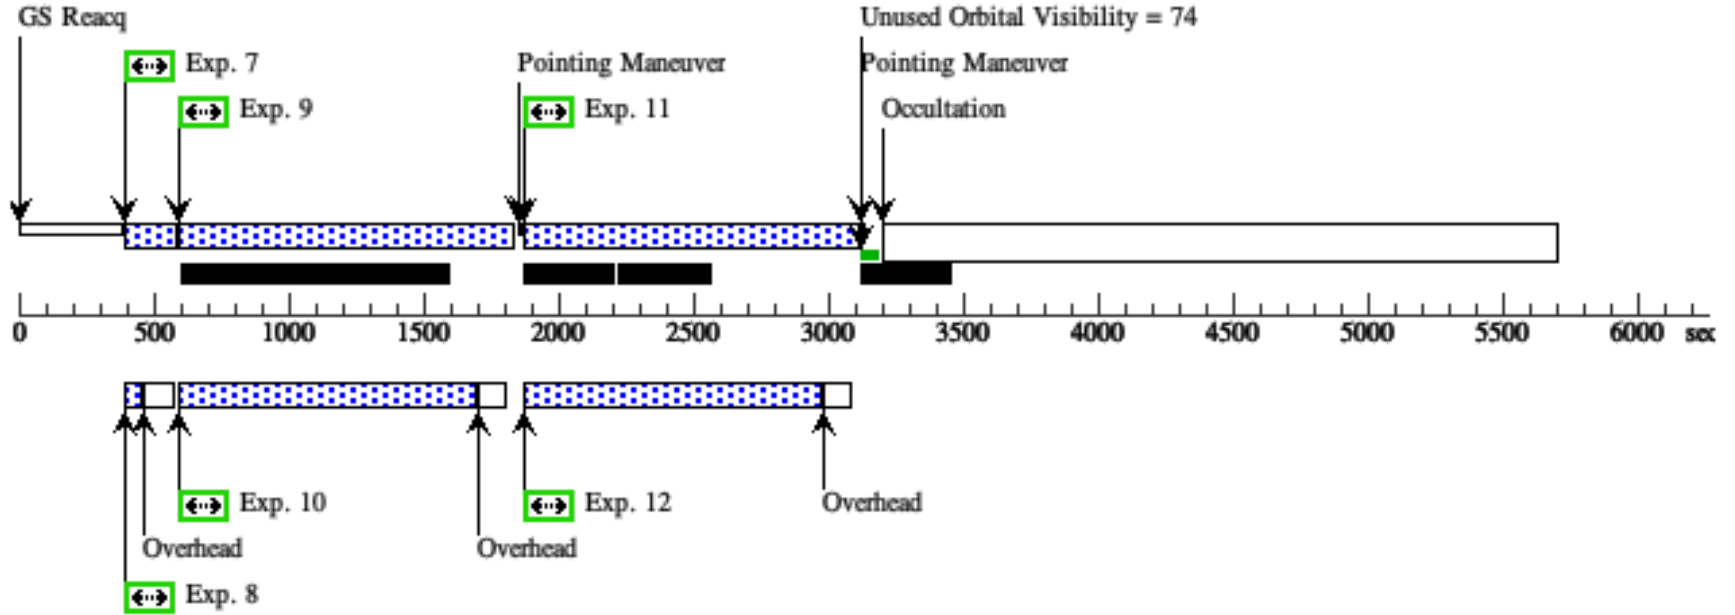 GS Reacq
Unused Orbital Visibility = 74
Exp. 7
Pointing Maneuver
Pointing Maneuver
Exp. 9
Exp. 11
Occultation
0 500 1000 1500 2000 2500 3000 3500 4000 4500 5000 5500 6000 sec
Exp. 10
Exp. 12
Overhead
Overhead
Overhead
Exp. 8